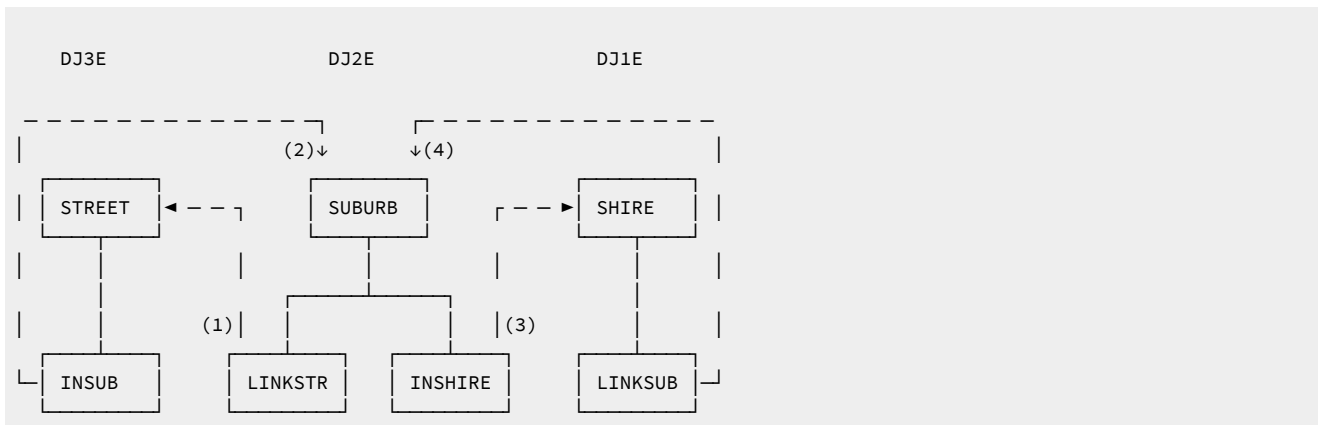 DJ3E DJ2E DJ1E
(2) (4)
STREET SUBURB SHIRE
(1) (3)
INSUB LINKSTR INSHIRE LINKSUB